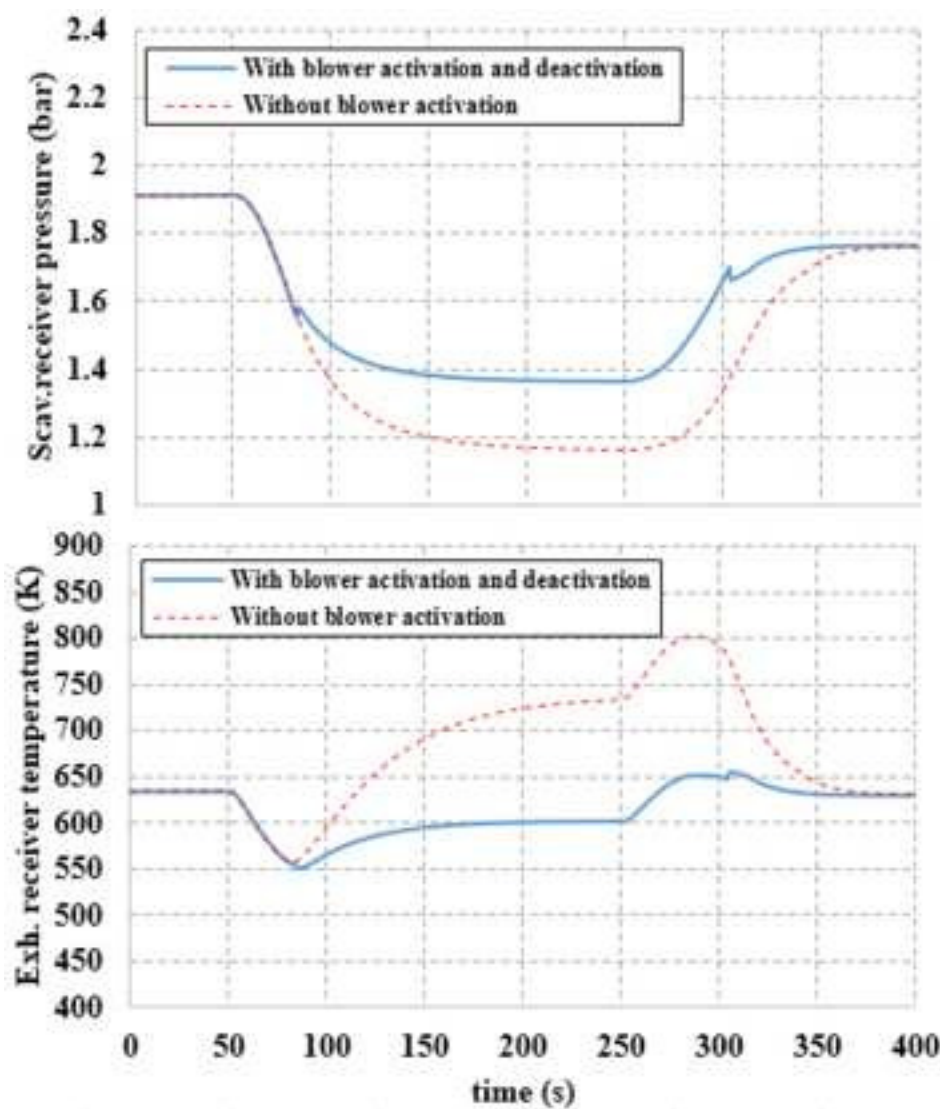 2.4
2.2
2
1.8
1.6
1.4
1.2
1
Scav.receiver pressure (bar)
With blower activation and deactivation
Without blower activation
900
850
800
750
700
650
600
550
500
450
400
Exh. receiver temperature (K)
With blower activation and deactivation
Without blower activation
0 50 100 150 200 250 300 350 400
time (s)